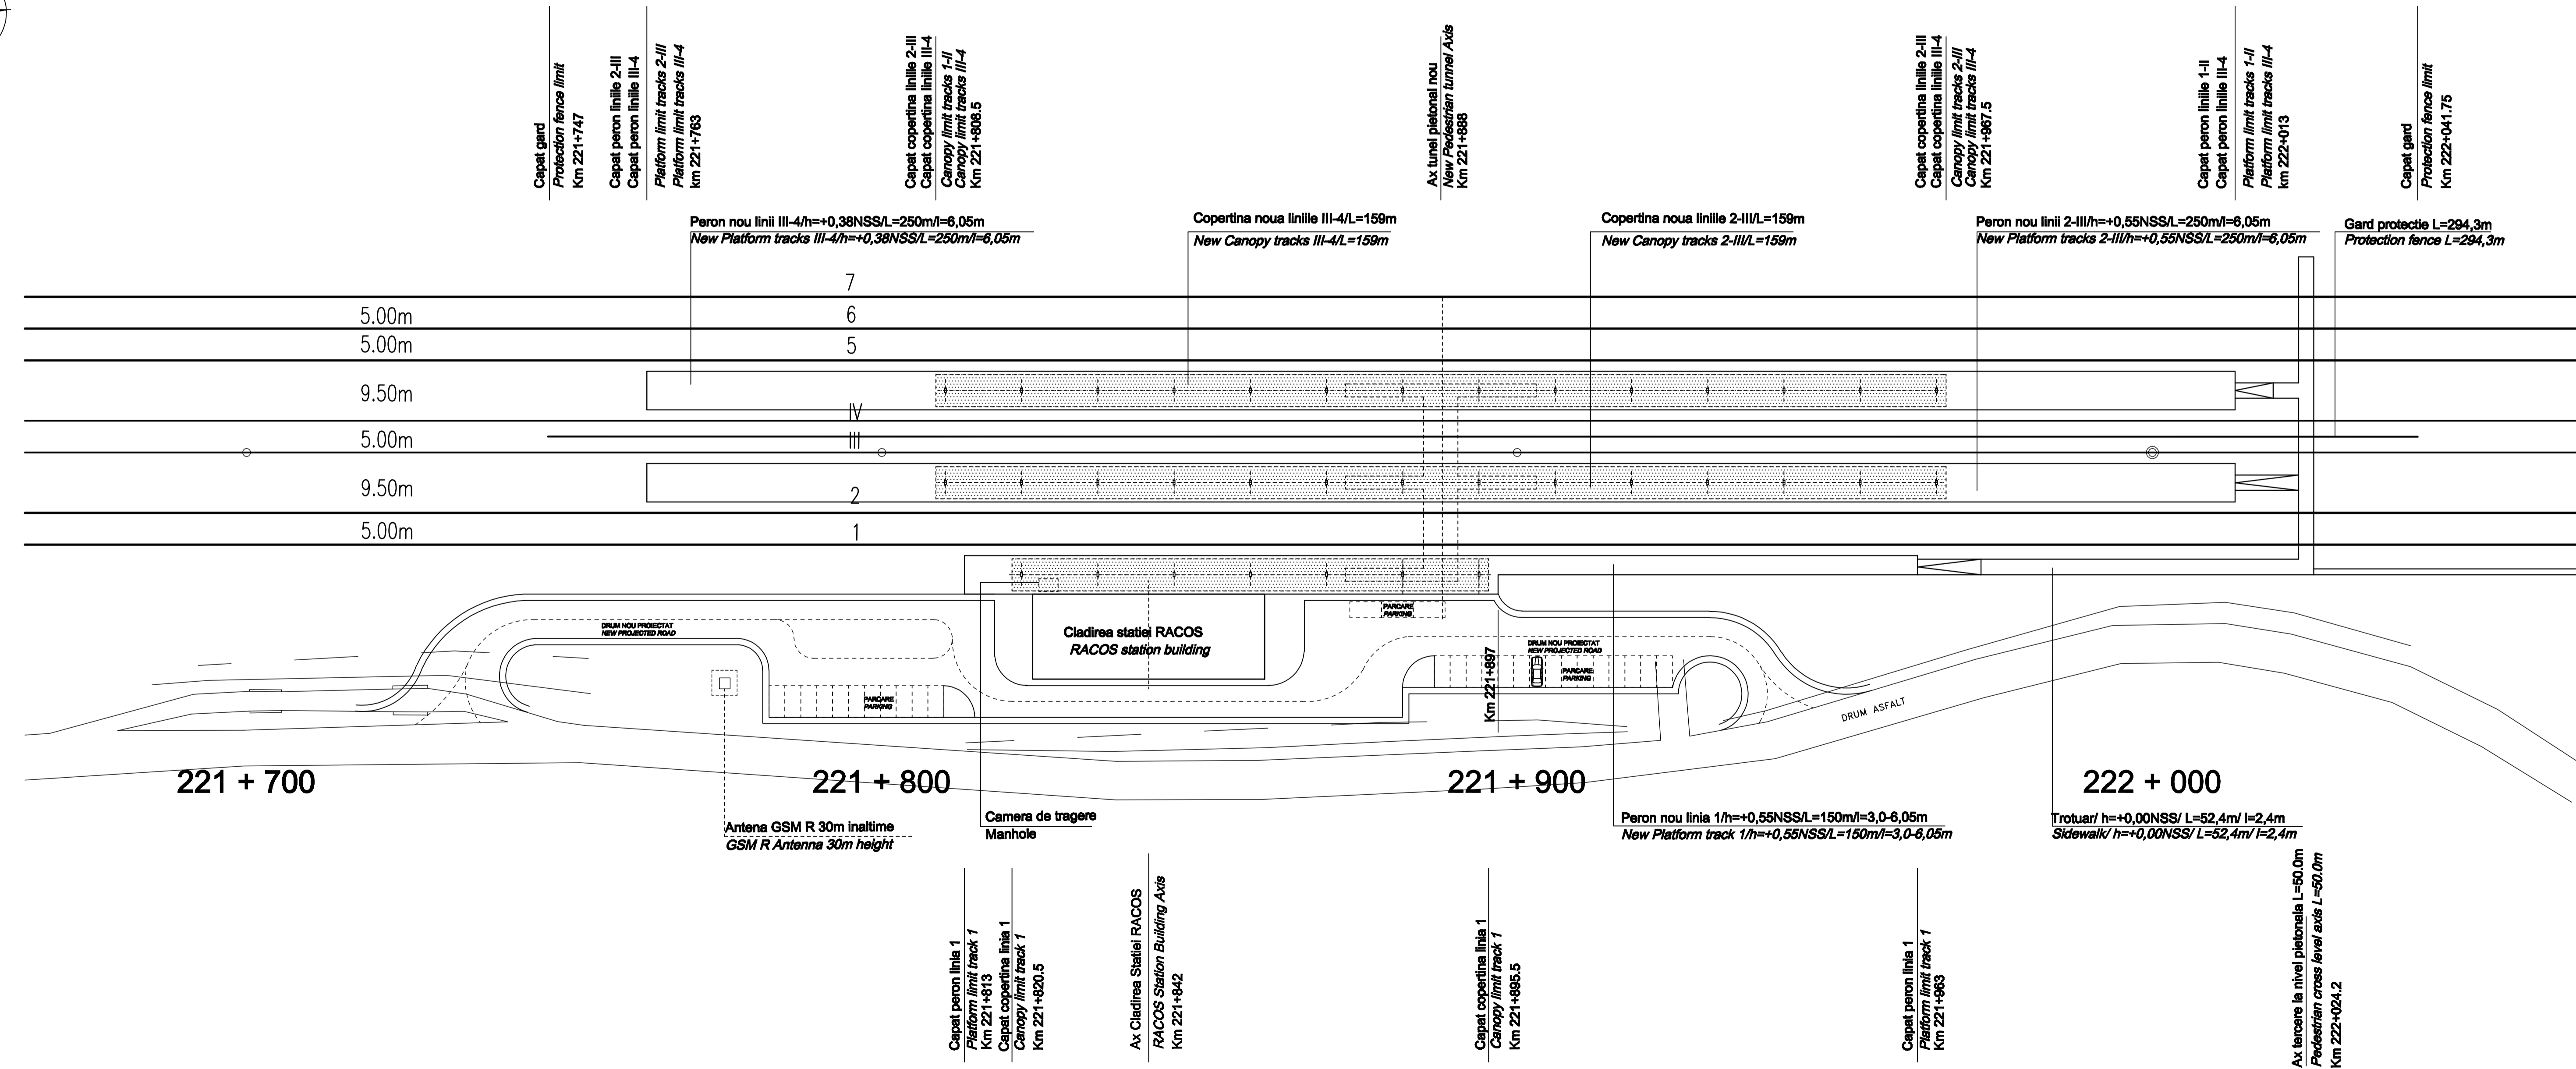 Capat gard
Protection fence limit
Km 221+747
Capat peron liniile 2-III
Capat peron liniile III-4
Platform limit tracks 2-III
Platform limit tracks III-4
km 221+763
Capat copertina liniile 2-III
Capat copertina liniile III-4
Canopy limit tracks 1-II
Canopy limit tracks III-4
Km 221+808.5
Ax tunel pietonal nou
New Pedestrian tunnel Axis
Km 221+888
Capat copertina liniile 2-III
Capat copertina liniile III-4
Canopy limit tracks 2-III
Canopy limit tracks III-4
Km 221+967.5
Capat peron liniile 1-II
Capat peron liniile III-4
Platform limit tracks 1-II
Platform limit tracks III-4
km 222+013
Capat gard
Protection fence limit
Km 222+041.75
Peron nou linii III-4/h=+0,38NSS/L=250m/l=6,05m
New Platform tracks III-4/h=+0,38NSS/L=250m/l=6,05m
Copertina noua liniile III-4/L=159m
New Canopy tracks III-4/L=159m
Copertina noua liniile 2-III/L=159m
New Canopy tracks 2-III/L=159m
Peron nou linii 2-III/h=+0,55NSS/L=250m/l=6,05m
New Platform tracks 2-III/h=+0,55NSS/L=250m/l=6,05m
Gard protectie L=294,3m
Protection fence L=294,3m
7
5.00m
6
5.00m
5
9.50m
IV
5.00m
III
9.50m
2
5.00m
1
DRUM NOU PROIECTAT
NEW PROJECTED ROAD
Cladirea statiei RACOS
RACOS station building
PARCARE
PARKING
DRUM NOU PROIECTAT
NEW PROJECTED ROAD
PARCARE
PARKING
PARCARE
PARKING
Km 221+897
DRUM ASFALT
221 + 700
221 + 800
221 + 900
222 + 000
Antena GSM R 30m inaltime
GSM R Antenna 30m height
Camera de tragere
Manhole
Peron nou linia 1/h=+0,55NSS/L=150m/l=3,0-6,05m
New Platform track 1/h=+0,55NSS/L=150m/l=3,0-6,05m
Trotuar/ h=+0,00NSS/ L=52,4m/ l=2,4m
Sidewalk/ h=+0,00NSS/ L=52,4m/ l=2,4m
Capat peron linia 1
Platform limit track 1
Km 221+813
Capat copertina linia 1
Canopy limit track 1
Km 221+820.5
Ax Cladirea Statiei RACOS
RACOS Station Building Axis
Km 221+842
Capat copertina linia 1
Canopy limit track 1
Km 221+895.5
Capat peron linia 1
Platform limit track 1
Km 221+963
Ax tercere la nivel pietonala L=50.0m
Pedestrian cross level axis L=50.0m
Km 222+024.2